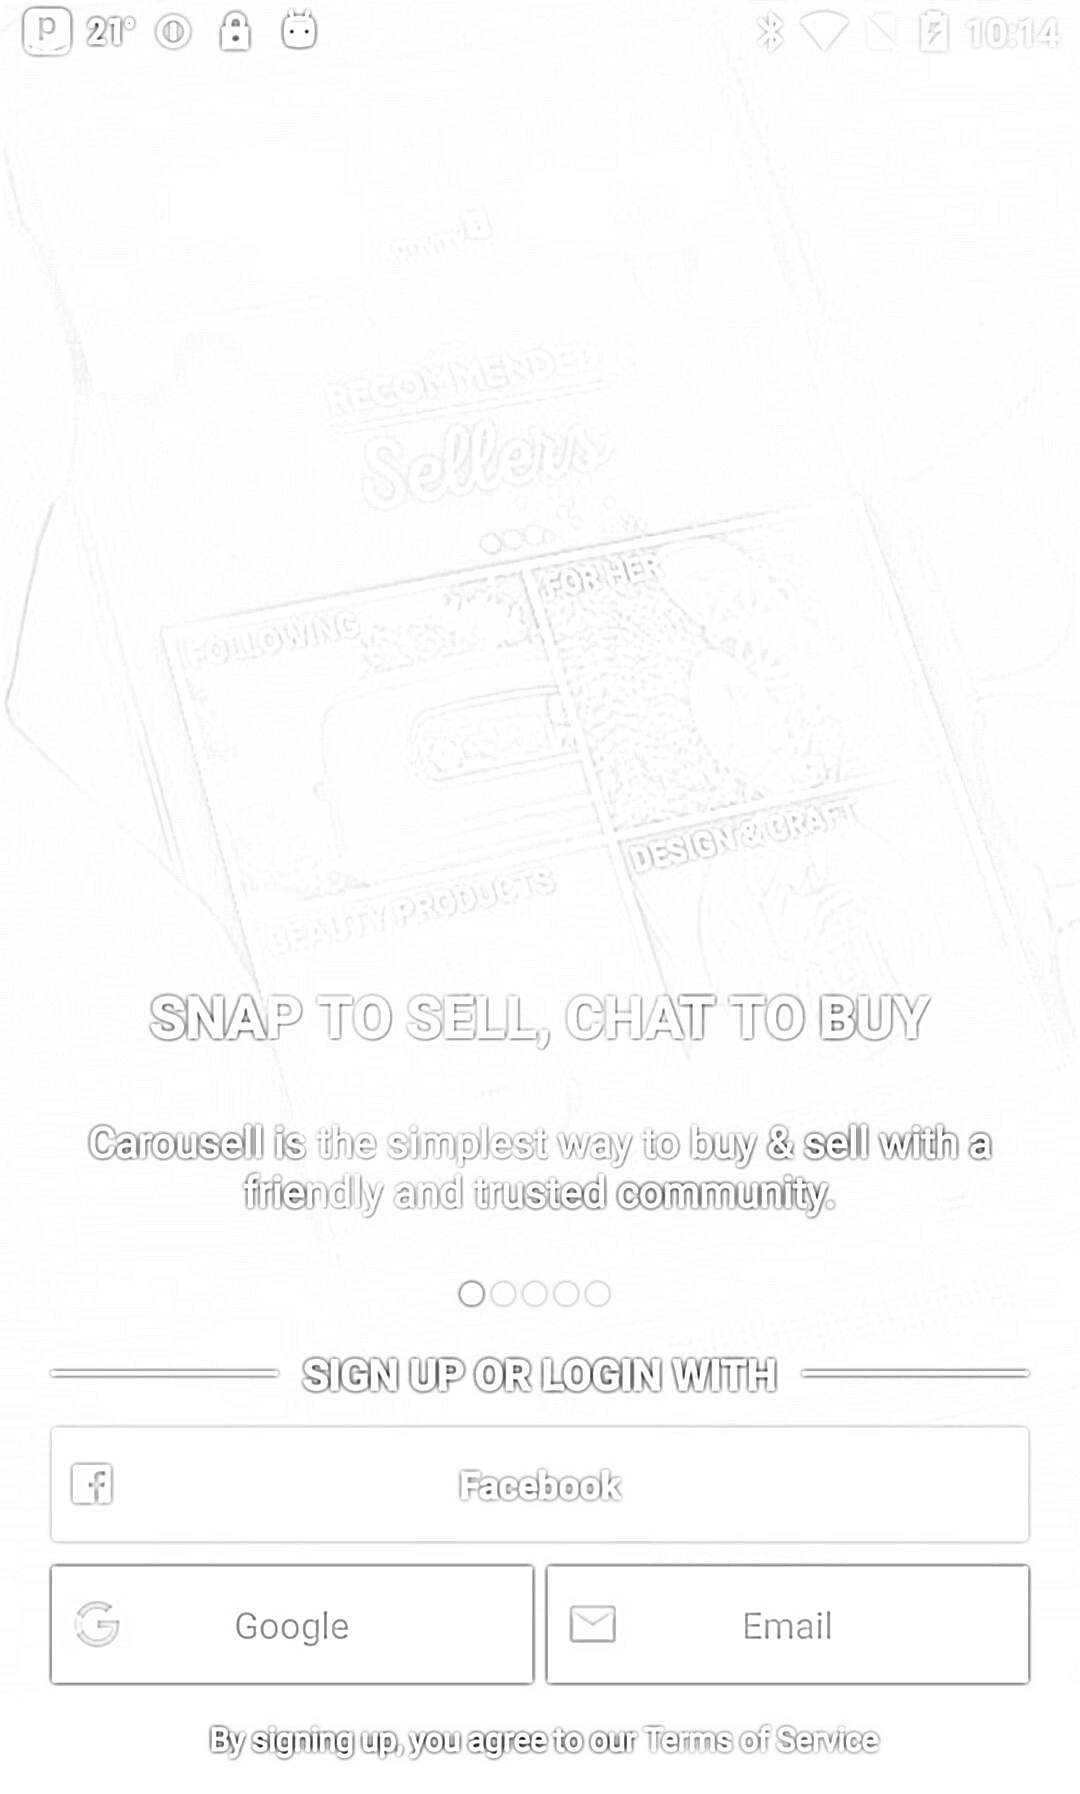 21° 10:14
ACTIVITY
RECOMMENDED
Sellers
FOR HER
FOLLOWING
DESIGN & CRAFT
BEAUTY PRODUCTS
SNAP TO SELL, CHAT TO BUY
Carousell is the simplest way to buy & sell with a
friendly and trusted community.
SIGN UP OR LOGIN WITH
Facebook
Google
Email
By signing up, you agree to our Terms of Service